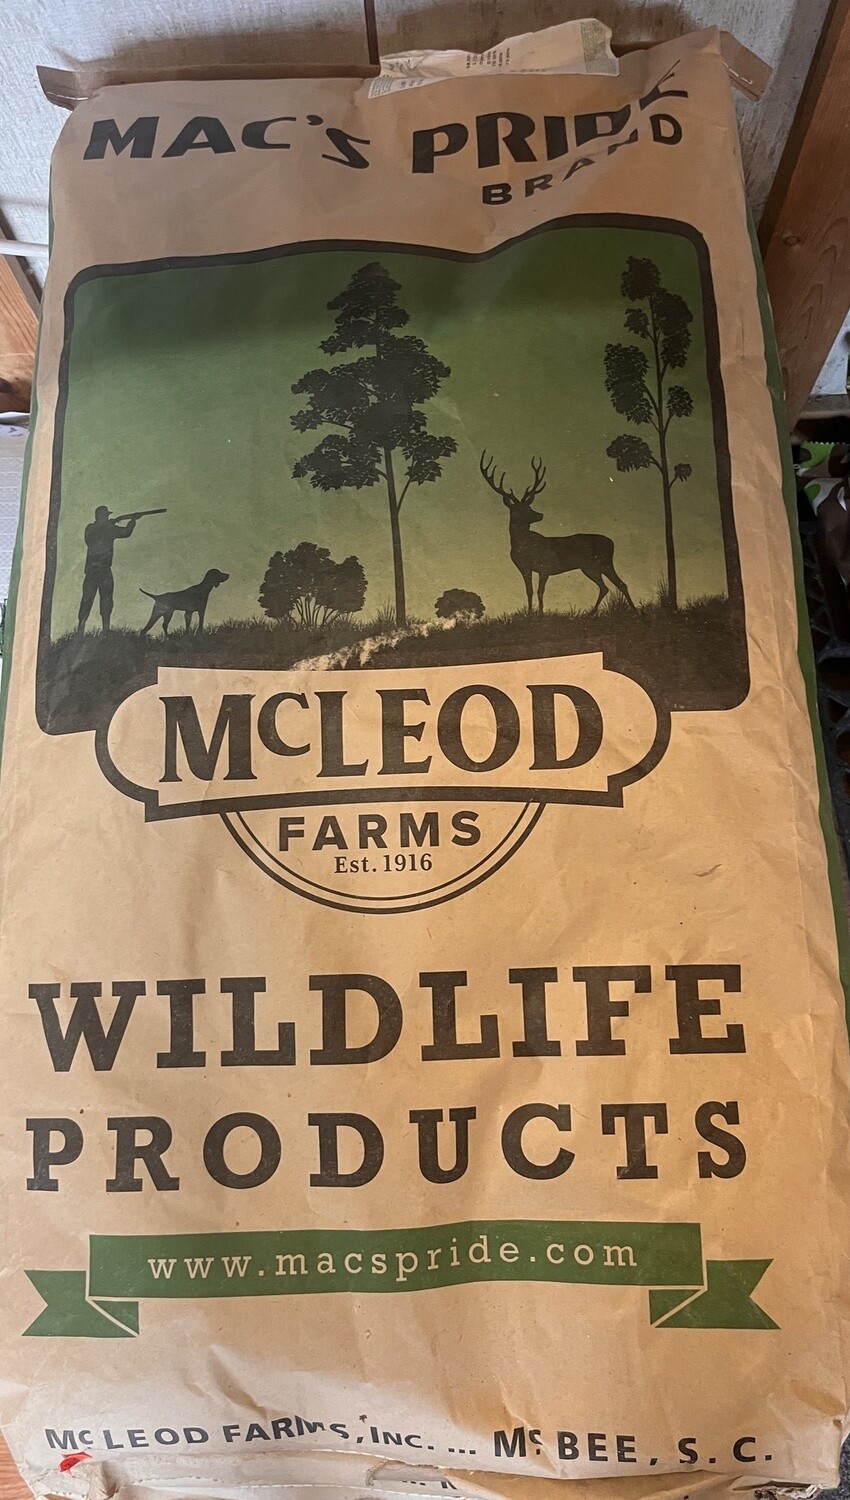 MAC'S PRIDE
BRAND
McLEOD
FARMS
Est. 1916
WILDLIFE
PRODUCTS
www.macspride.com
McLEOD FARMS, INC. ... McBEE, S. C.